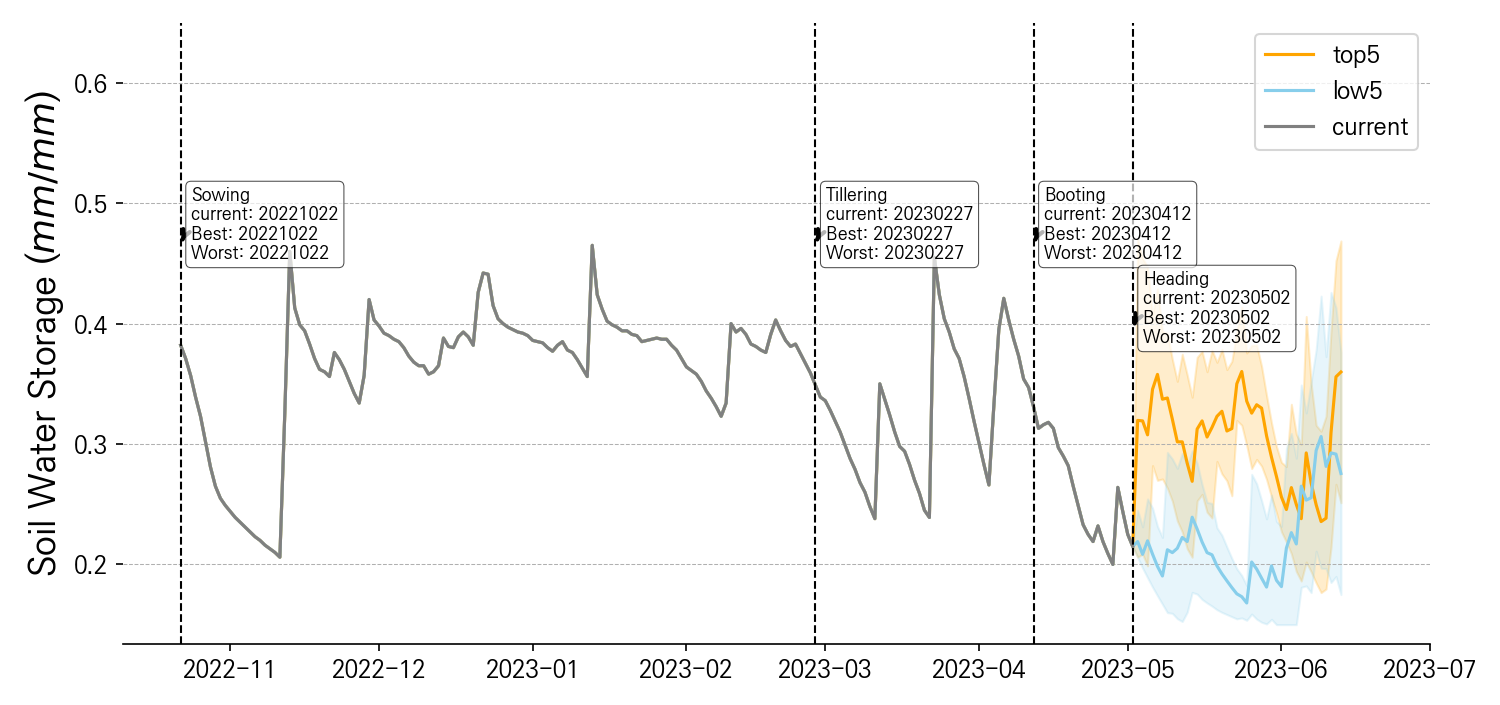 top5
low5
current
Soil Water Storage (mm/mm)
0.6
0.5
0.4
0.3
0.2
Sowing
current: 20221022
Best: 20221022
Worst: 20221022
Tillering
current: 20230227
Best: 20230227
Worst: 20230227
Booting
current: 20230412
Best: 20230412
Worst: 20230412
Heading
current: 20230502
Best: 20230502
Worst: 20230502
2022-11 2022-12 2023-01 2023-02 2023-03 2023-04 2023-05 2023-06 2023-07